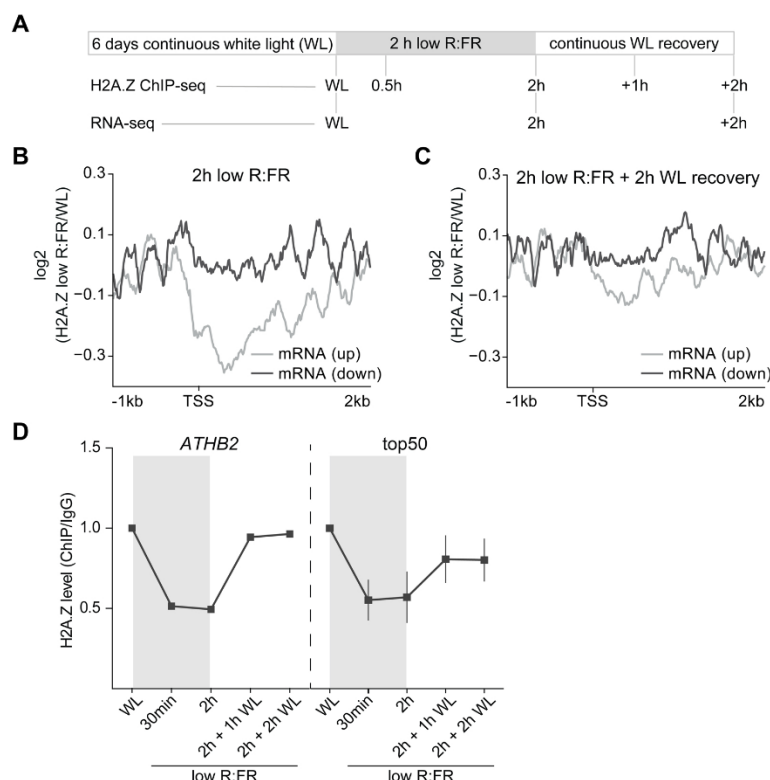 A
6 days continuous white light (WL) 2 h low R:FR continuous WL recovery
H2A.Z ChIP-seq WL 0.5h 2h +1h +2h
RNA-seq WL 2h +2h
B
2h low R:FR
log2
(H2A.Z low R:FR/WL)
0.3
0.1
−0.1
−0.3
mRNA (up)
mRNA (down)
-1kb TSS 2kb
C
2h low R:FR + 2h WL recovery
log2
(H2A.Z low R:FR/WL)
0.3
0.1
−0.1
−0.3
mRNA (up)
mRNA (down)
-1kb TSS 2kb
D
ATHB2 top50
H2A.Z level (ChIP/IgG)
1.5
1.0
0.5
WL 30min 2h 2h + 1h WL 2h + 2h WL WL 30min 2h 2h + 1h WL 2h + 2h WL
low R:FR low R:FR